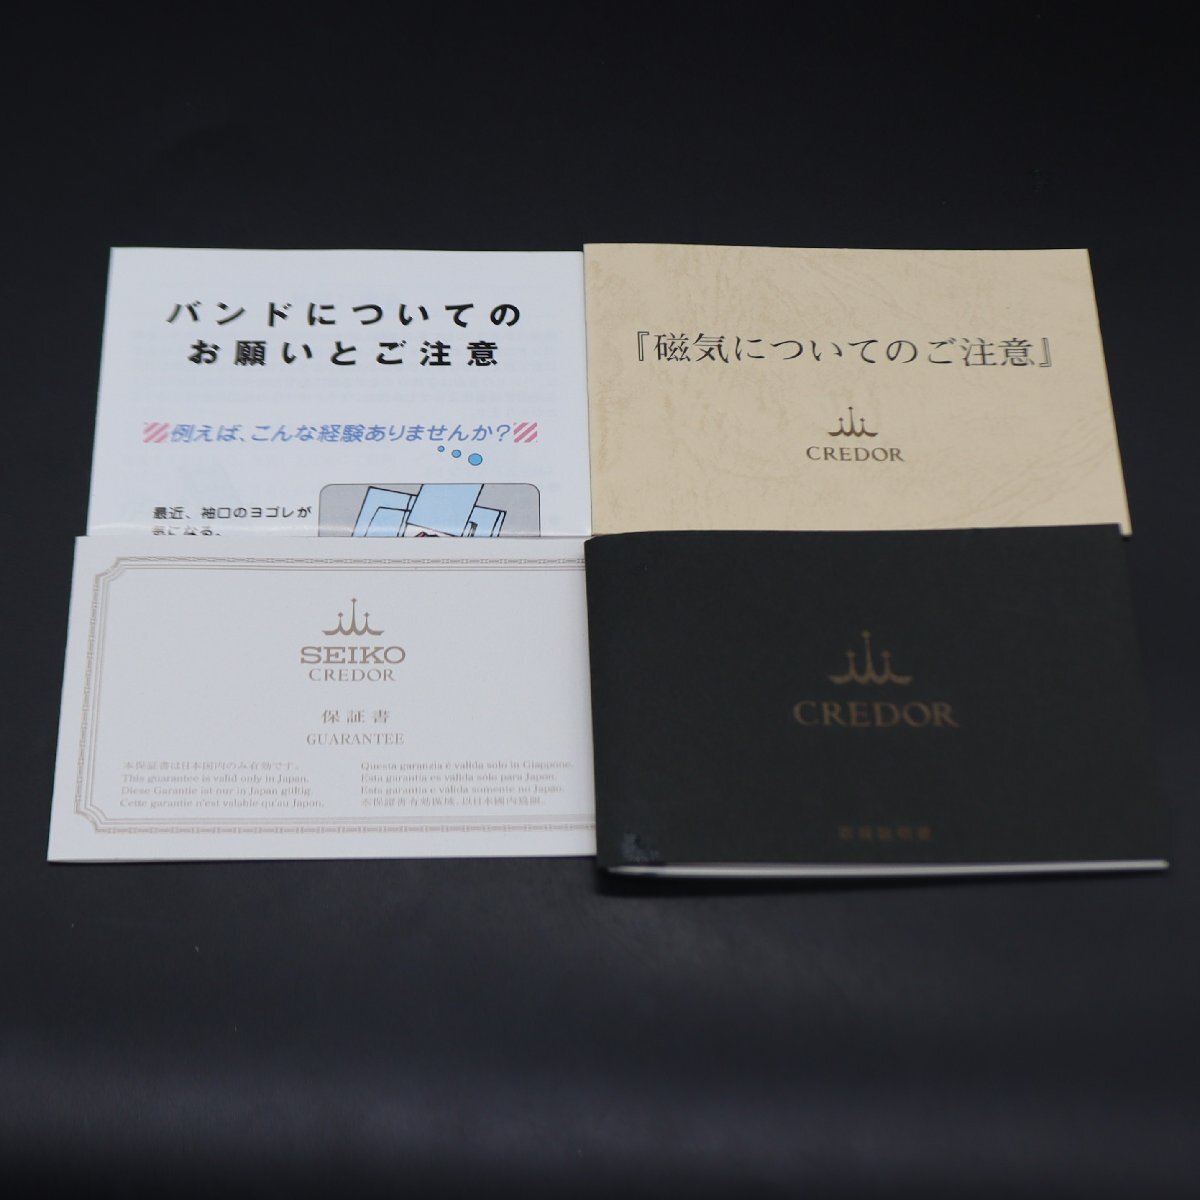 バンドについての
お願いとご注意
例えば、こんな経験ありませんか?
最近、袖口のヨゴレが
気になる。
『磁気についてのご注意』
CREDOR
SEIKO
CREDOR
保証書
GUARANTEE
本保証書は日本国内のみ有効です。
This guarantee is valid only in Japan.
Diese Garantie ist nur in Japan gültig.
Cette garantie n'est valable qu'au Japon.
Questa garanzia è valida solo in Giappone.
Esta garantía es válida sólo para Japón.
Esta garantia é válida somente no Japão.
本保證書有効區域,以日本國內為限。
CREDOR
取扱説明書